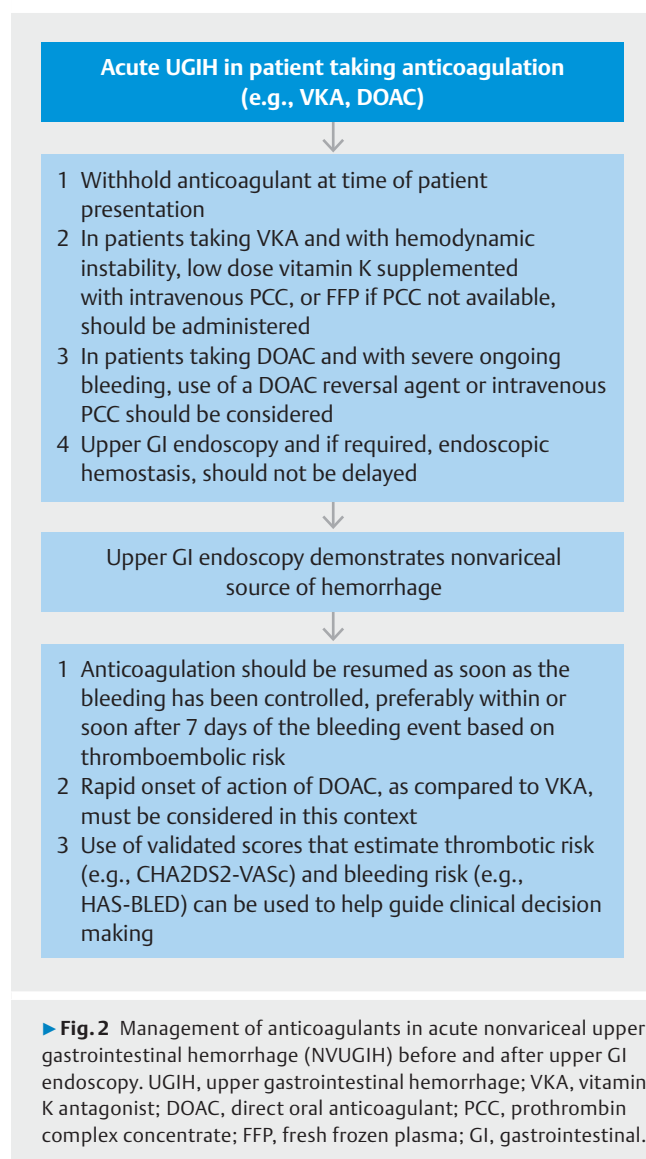 Acute UGIH in patient taking anticoagulation
(e.g., VKA, DOAC)
1 Withhold anticoagulant at time of patient
presentation
2 In patients taking VKA and with hemodynamic
instability, low dose vitamin K supplemented
with intravenous PCC, or FFP if PCC not available,
should be administered
3 In patients taking DOAC and with severe ongoing
bleeding, use of a DOAC reversal agent or intravenous
PCC should be considered
4 Upper GI endoscopy and if required, endoscopic
hemostasis, should not be delayed
Upper GI endoscopy demonstrates nonvariceal
source of hemorrhage
1 Anticoagulation should be resumed as soon as the
bleeding has been controlled, preferably within or
soon after 7 days of the bleeding event based on
thromboembolic risk
2 Rapid onset of action of DOAC, as compared to VKA,
must be considered in this context
3 Use of validated scores that estimate thrombotic risk
(e.g., CHA2DS2-VASc) and bleeding risk (e.g.,
HAS-BLED) can be used to help guide clinical decision
making
▶ Fig. 2 Management of anticoagulants in acute nonvariceal upper
gastrointestinal hemorrhage (NVUGIH) before and after upper GI
endoscopy. UGIH, upper gastrointestinal hemorrhage; VKA, vitamin
K antagonist; DOAC, direct oral anticoagulant; PCC, prothrombin
complex concentrate; FFP, fresh frozen plasma; GI, gastrointestinal.